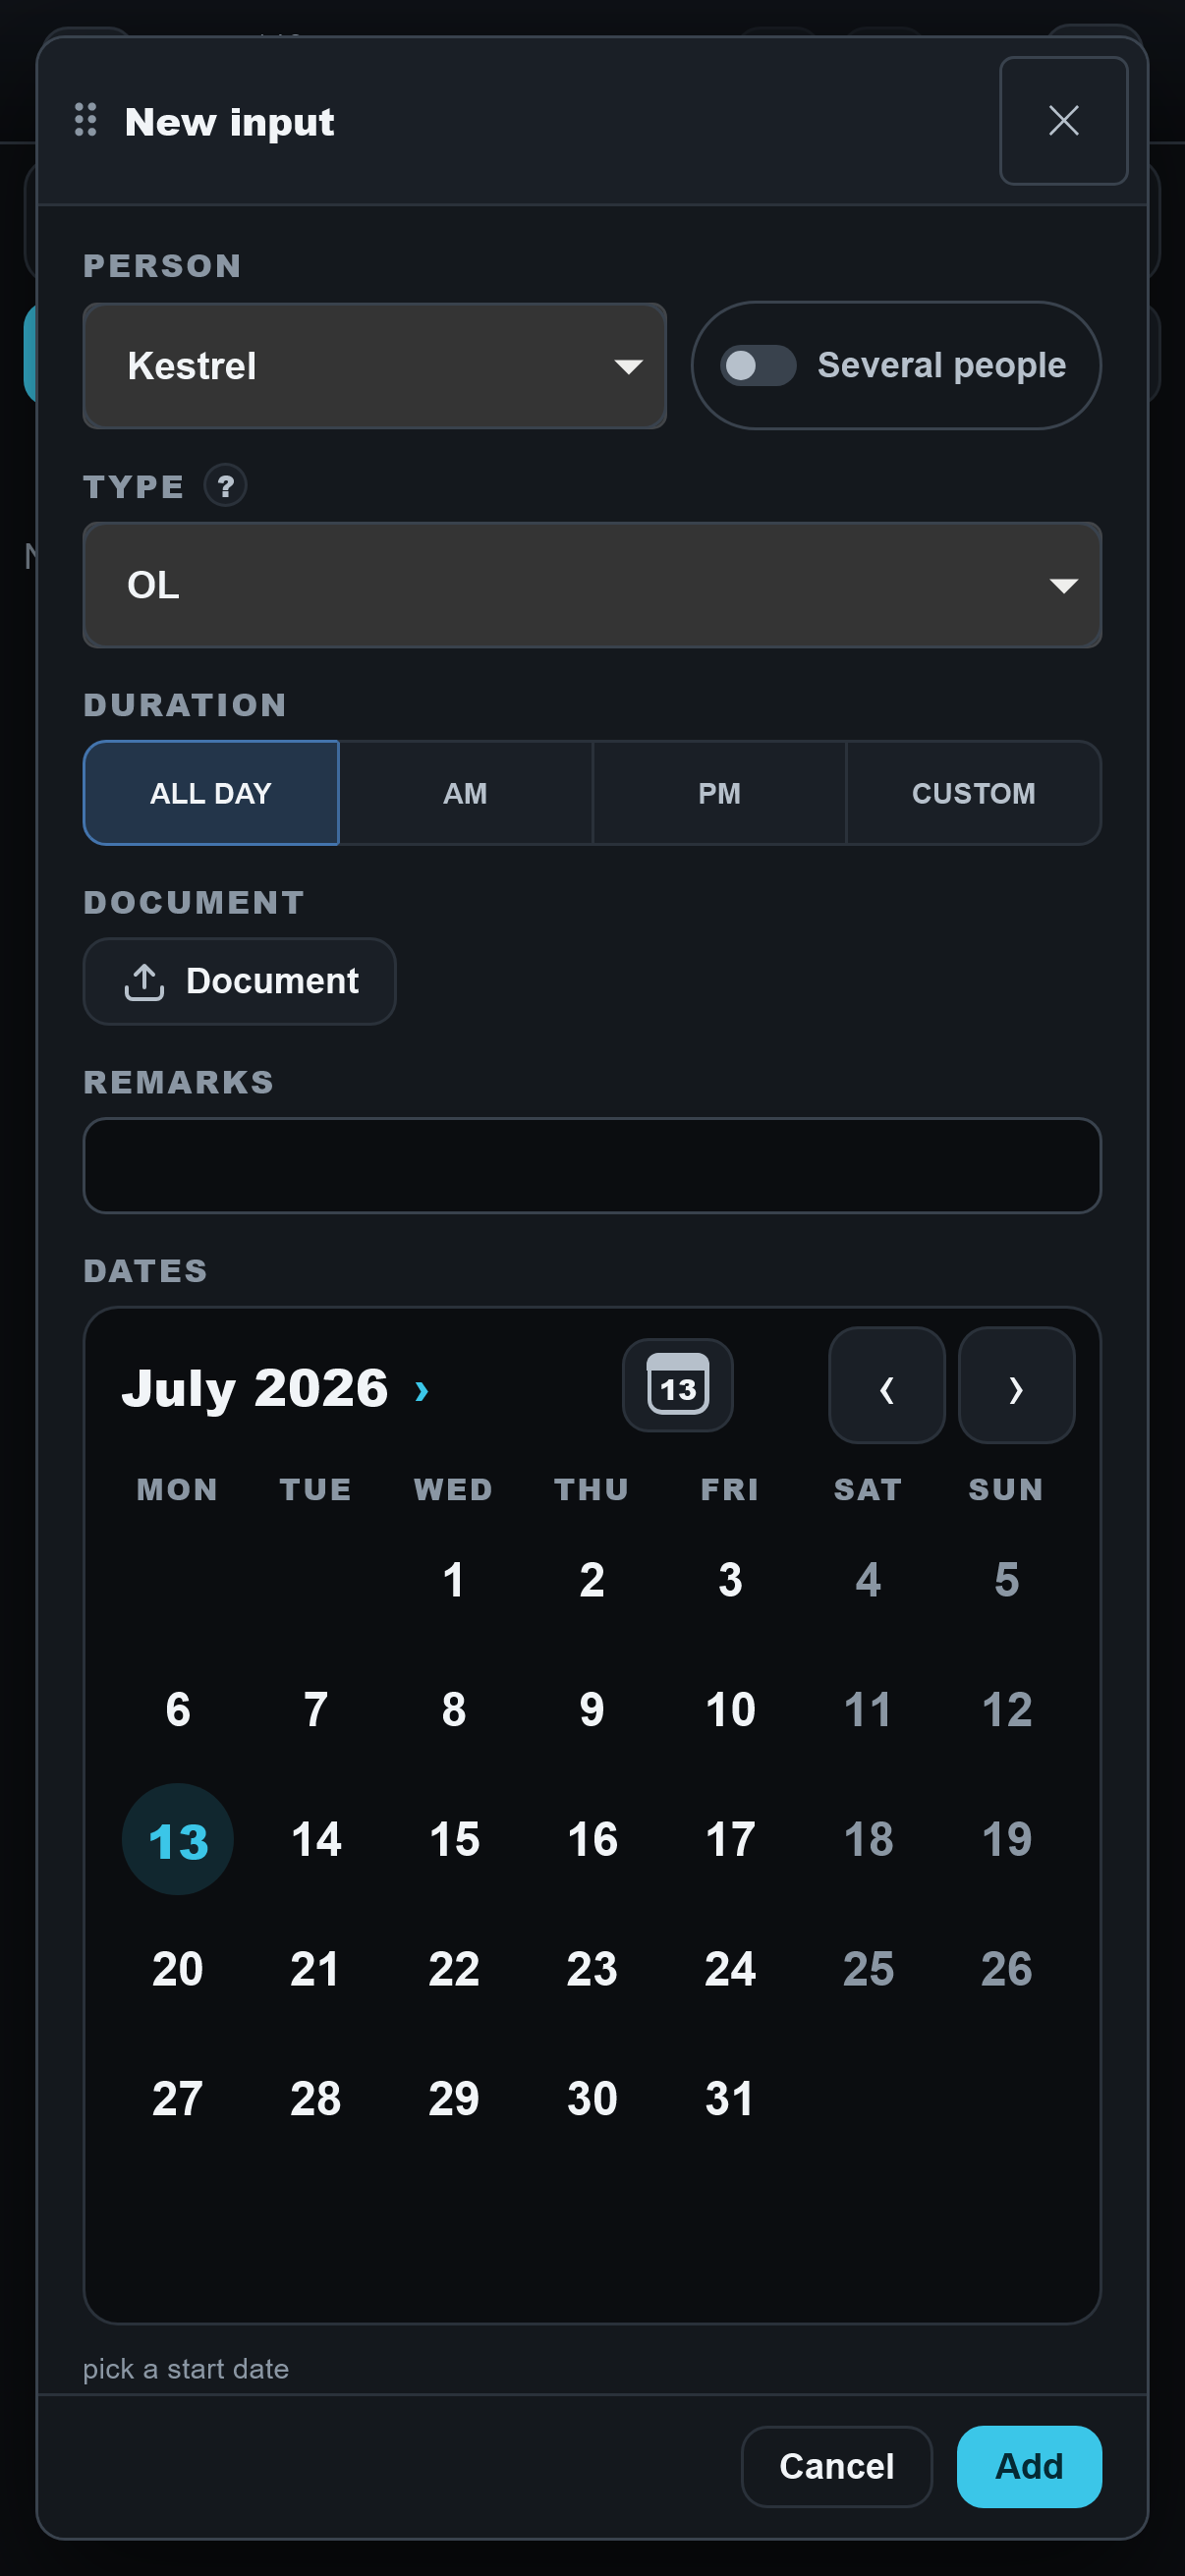 New input
PERSON
Kestrel
Several people
TYPE ?
OL
DURATION
ALL DAY AM PM CUSTOM
DOCUMENT
Document
REMARKS
DATES
July 2026 › 13 ‹ ›
MON TUE WED THU FRI SAT SUN
1 2 3 4 5
6 7 8 9 10 11 12
13 14 15 16 17 18 19
20 21 22 23 24 25 26
27 28 29 30 31
pick a start date
Cancel Add